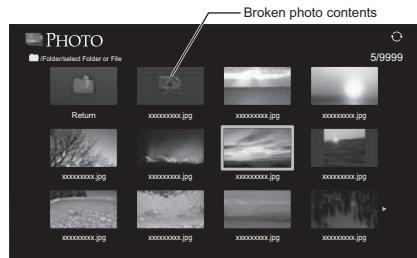 Broken photo contents
PHOTO
/Folder/select Folder or File 5/9999
Return xxxxxxxxx.jpg xxxxxxxxx.jpg xxxxxxxxx.jpg
xxxxxxxxx.jpg xxxxxxxxx.jpg xxxxxxxxx.jpg xxxxxxxxx.jpg
xxxxxxxxx.jpg xxxxxxxxx.jpg xxxxxxxxx.jpg xxxxxxxxx.jpg